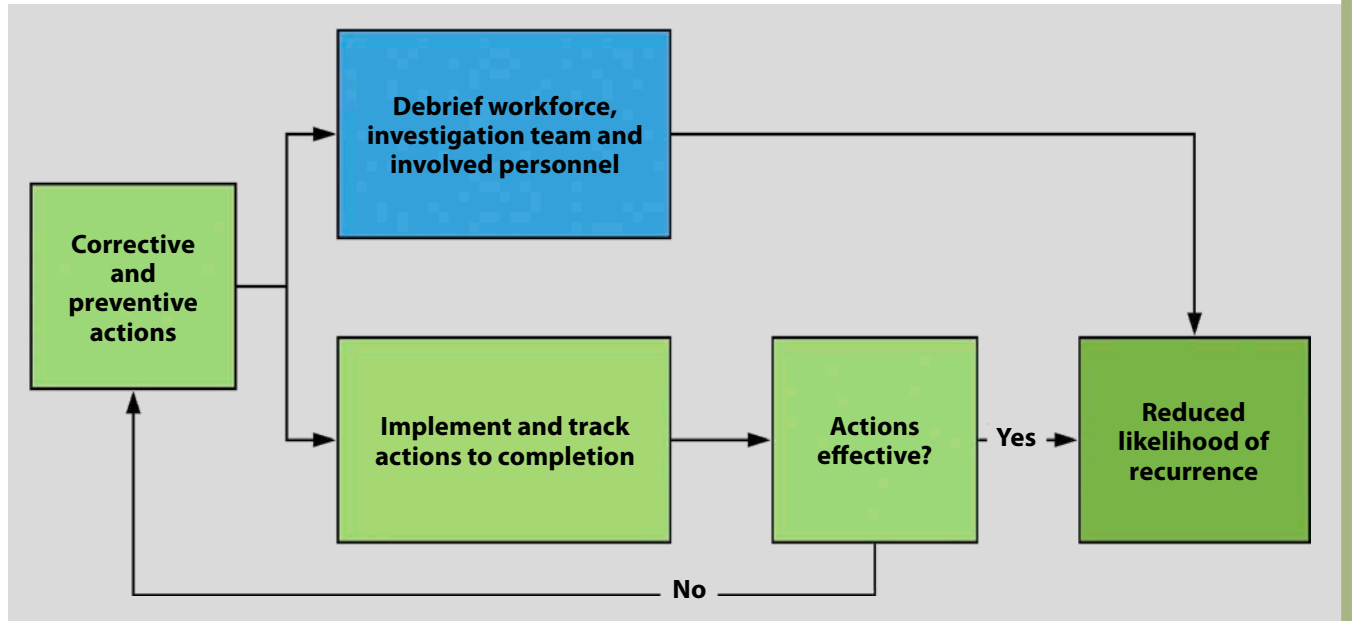 Debrief workforce,
investigation team and
involved personnel
Corrective
and
preventive
actions
Implement and track
actions to completion
Actions
effective?
Yes
Reduced
likelihood of
recurrence
No